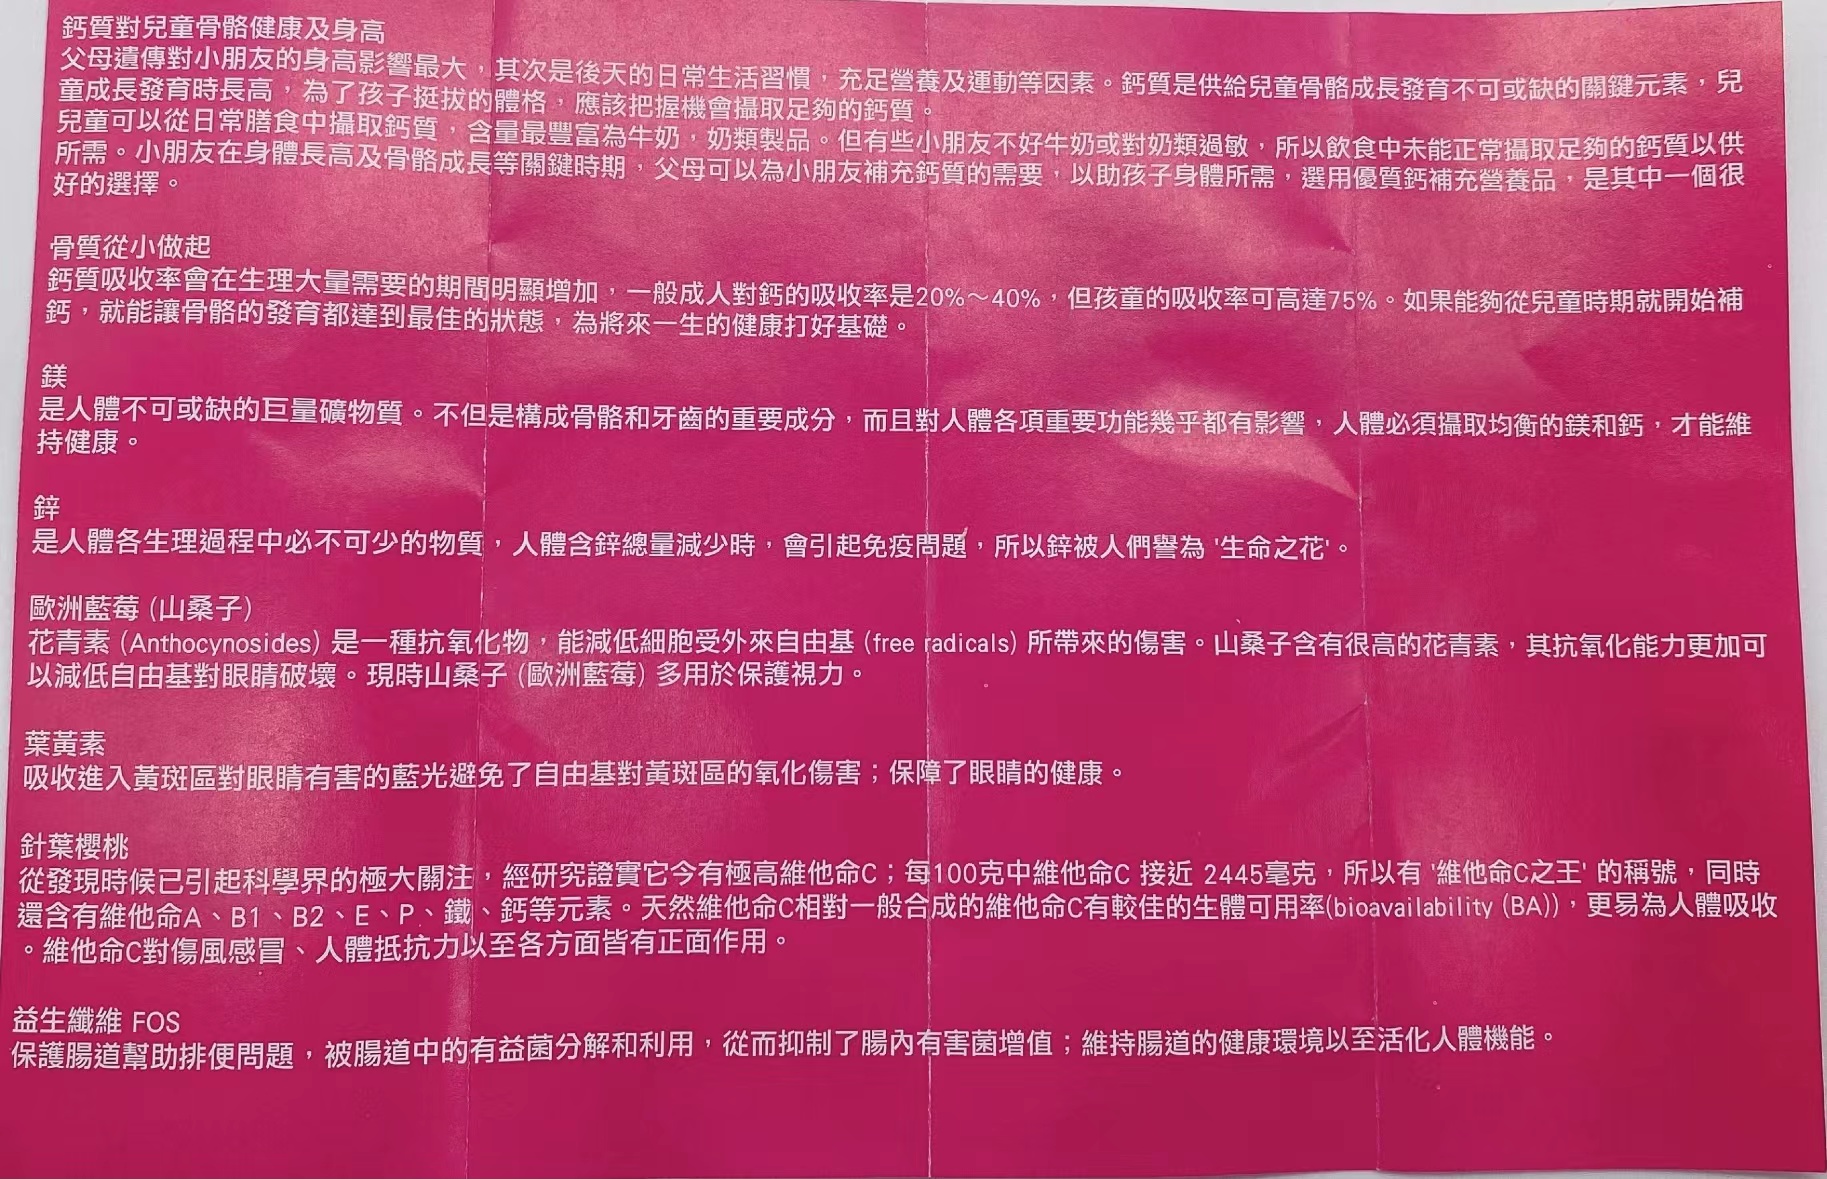 鈣質對兒童骨骼健康及身高
父母遺傳對小朋友的身高影響最大，其次是後天的日常生活習慣，充足營養及運動等因素。鈣質是供給兒童骨骼成長發育不可或缺的關鍵元素，兒
童成長發育時長高，為了孩子挺拔的體格，應該把握機會攝取足夠的鈣質。
兒童可以從日常膳食中攝取鈣質，含量最豐富為牛奶，奶類製品。但有些小朋友不好牛奶或對奶類過敏，所以飲食中未能正常攝取足夠的鈣質以供
所需。小朋友在身體長高及骨骼成長等關鍵時期，父母可以為小朋友補充鈣質的需要，以助孩子身體所需，選用優質鈣補充營養品，是其中一個很
好的選擇。
骨質從小做起
鈣質吸收率會在生理大量需要的期間明顯增加，一般成人對鈣的吸收率是20%～40%，但孩童的吸收率可高達75%。如果能夠從兒童時期就開始補
鈣，就能讓骨骼的發育都達到最佳的狀態，為將來一生的健康打好基礎。
鎂
是人體不可或缺的巨量礦物質。不但是構成骨骼和牙齒的重要成分，而且對人體各項重要功能幾乎都有影響，人體必須攝取均衡的鎂和鈣，才能維
持健康。
鋅
是人體各生理過程中必不可少的物質，人體含鋅總量減少時，會引起免疫問題，所以鋅被人們譽為 '生命之花'。
歐洲藍莓 (山桑子)
花青素 (Anthocynosides) 是一種抗氧化物，能減低細胞受外來自由基 (free radicals) 所帶來的傷害。山桑子含有很高的花青素，其抗氧化能力更加可
以減低自由基對眼睛破壞。現時山桑子 (歐洲藍莓) 多用於保護視力。
葉黃素
吸收進入黃斑區對眼睛有害的藍光避免了自由基對黃斑區的氧化傷害；保障了眼睛的健康。
針葉櫻桃
從發現時候已引起科學界的極大關注，經研究證實它今有極高維他命C；每100克中維他命C 接近 2445毫克，所以有 '維他命C之王' 的稱號，同時
還含有維他命A、B1、B2、E、P、鐵、鈣等元素。天然維他命C相對一般合成的維他命C有較佳的生體可用率(bioavailability (BA))，更易為人體吸收
。維他命C對傷風感冒、人體抵抗力以至各方面皆有正面作用。
益生纖維 FOS
保護腸道幫助排便問題，被腸道中的有益菌分解和利用，從而抑制了腸內有害菌增值；維持腸道的健康環境以至活化人體機能。